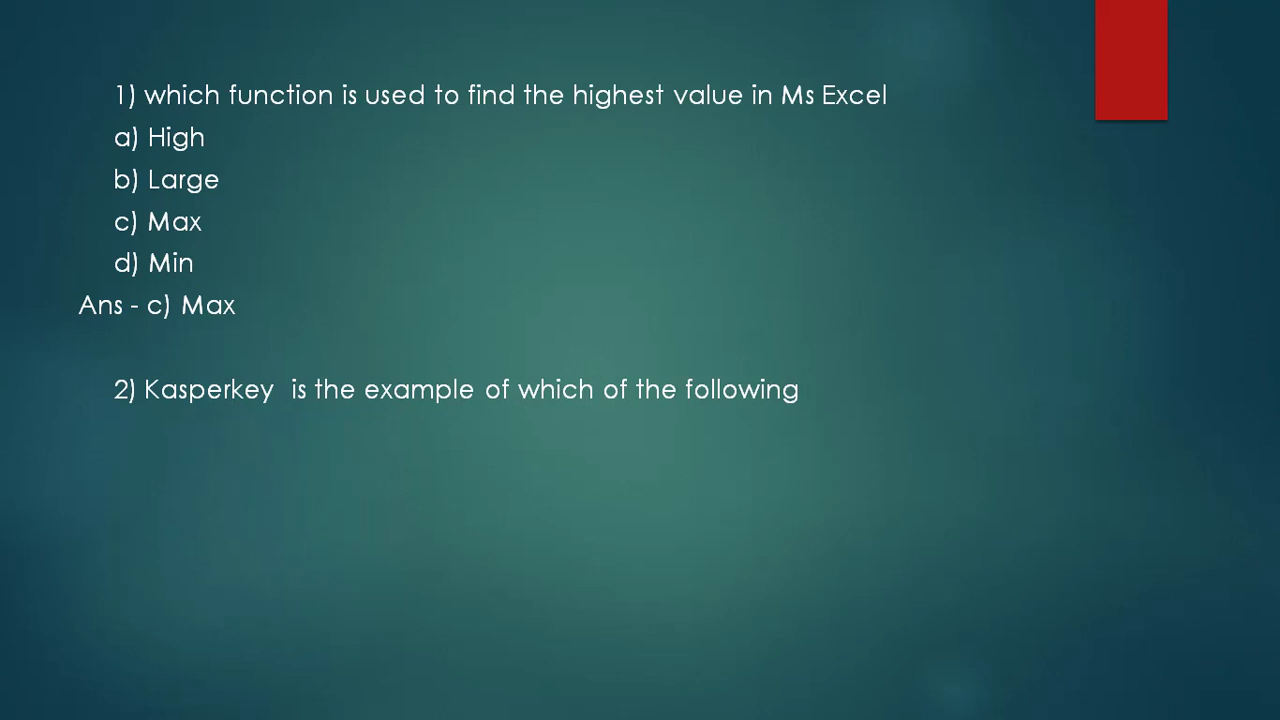 1) which function is used to find the highest value in Ms Excel
a) High
b) Large
c) Max
d) Min
Ans - c) Max
2) Kasperkey is the example of which of the following